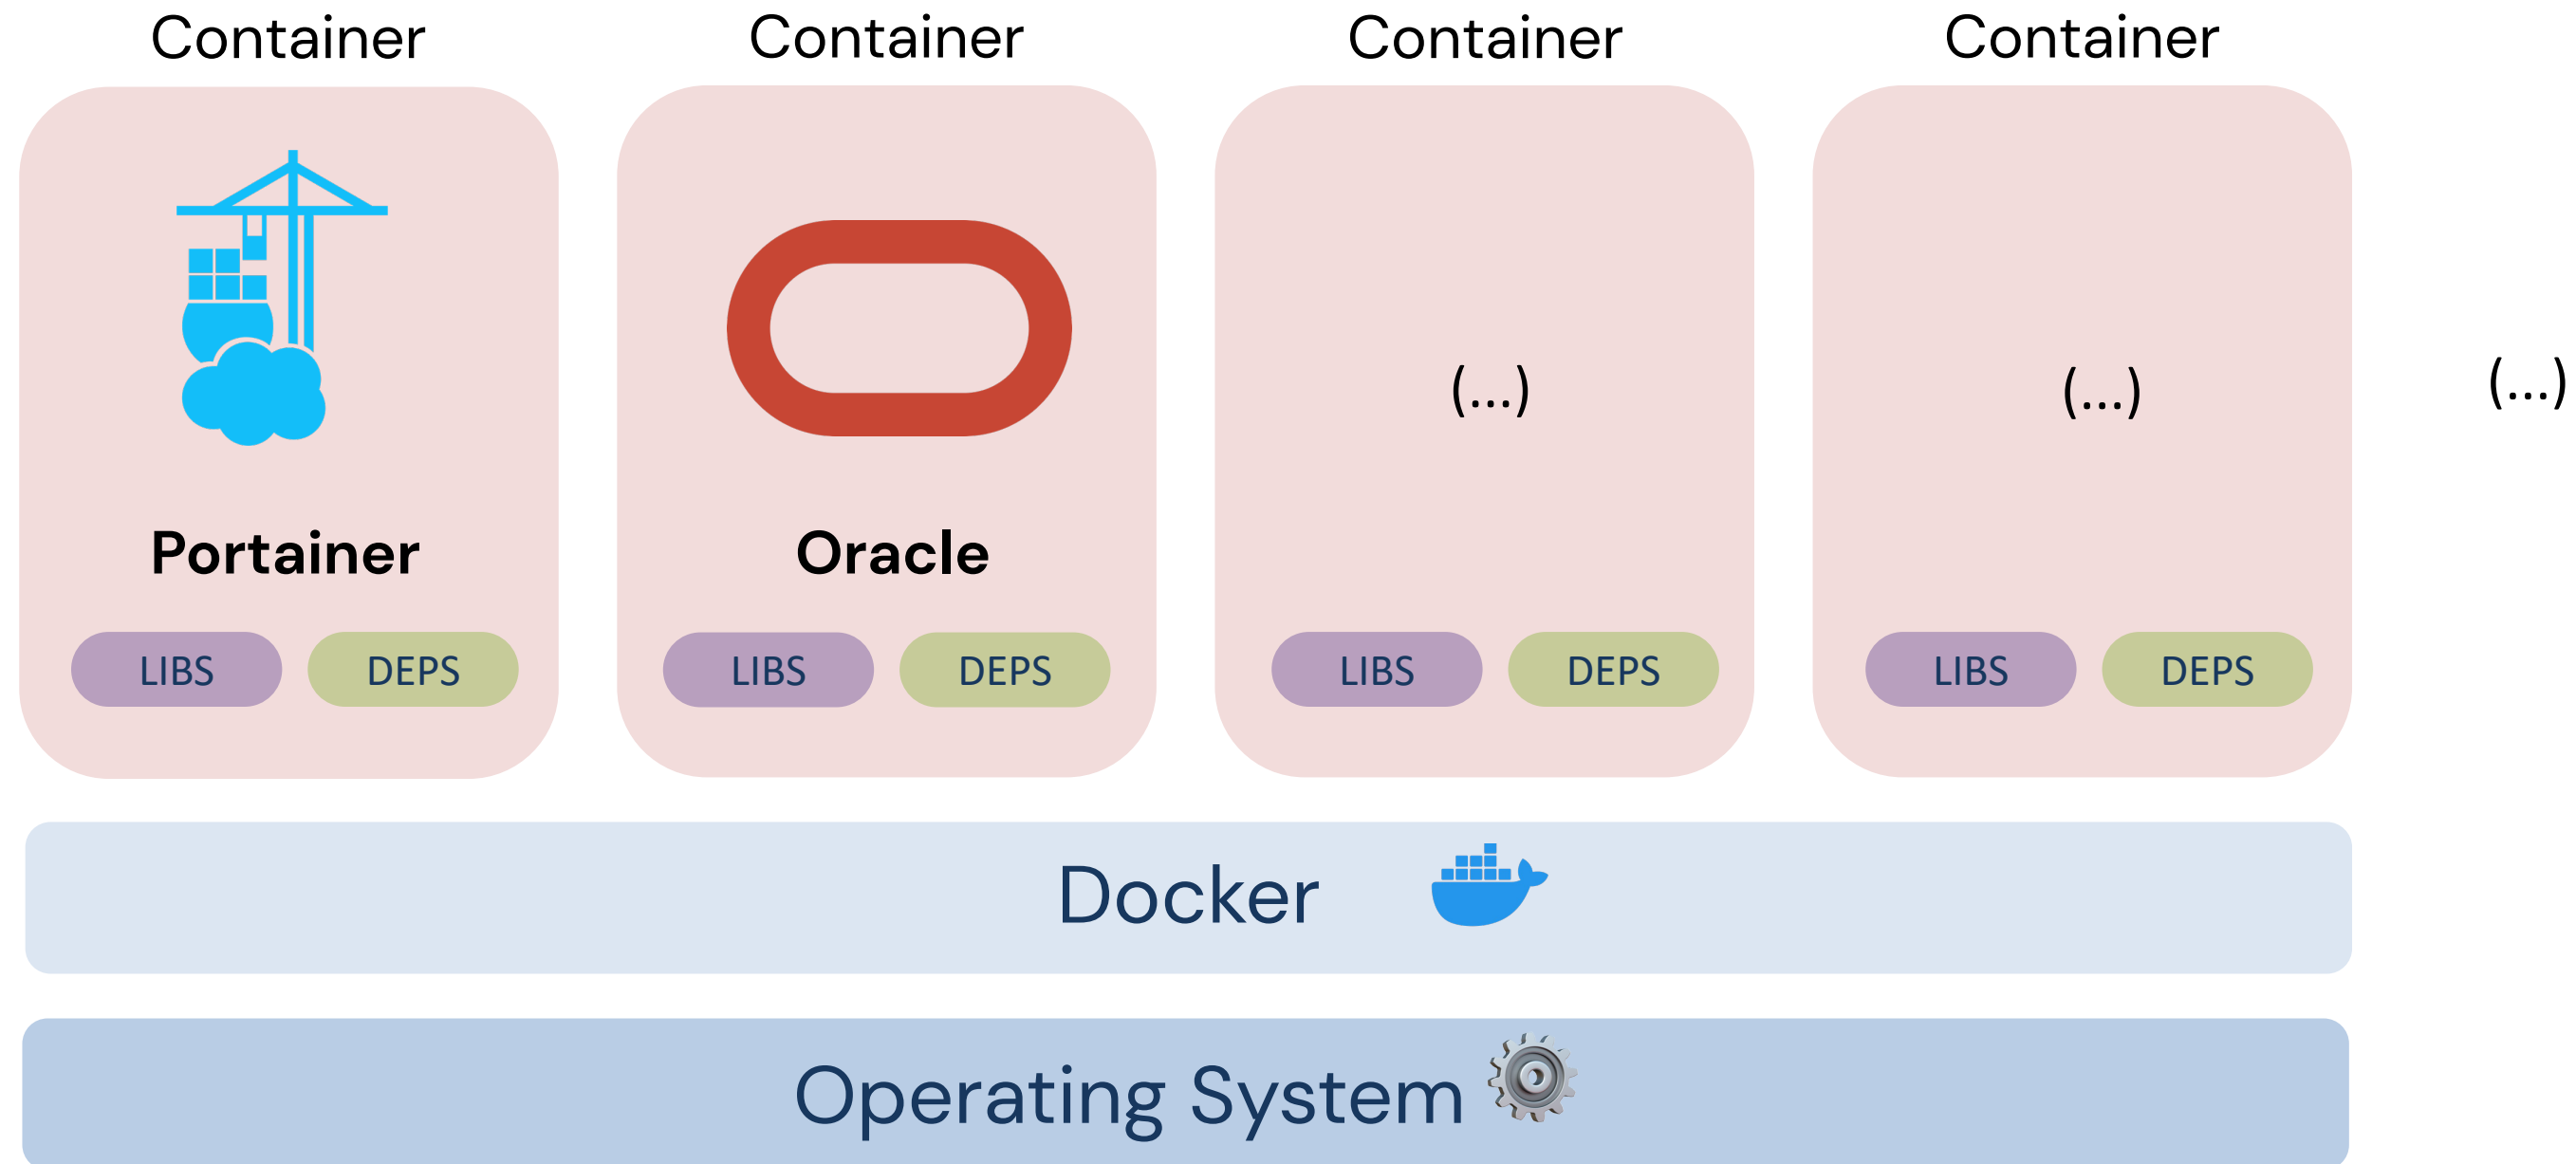 Container Container Container Container
(...) (...) (...)
Portainer Oracle
LIBS DEPS LIBS DEPS LIBS DEPS LIBS DEPS
Docker
Operating System